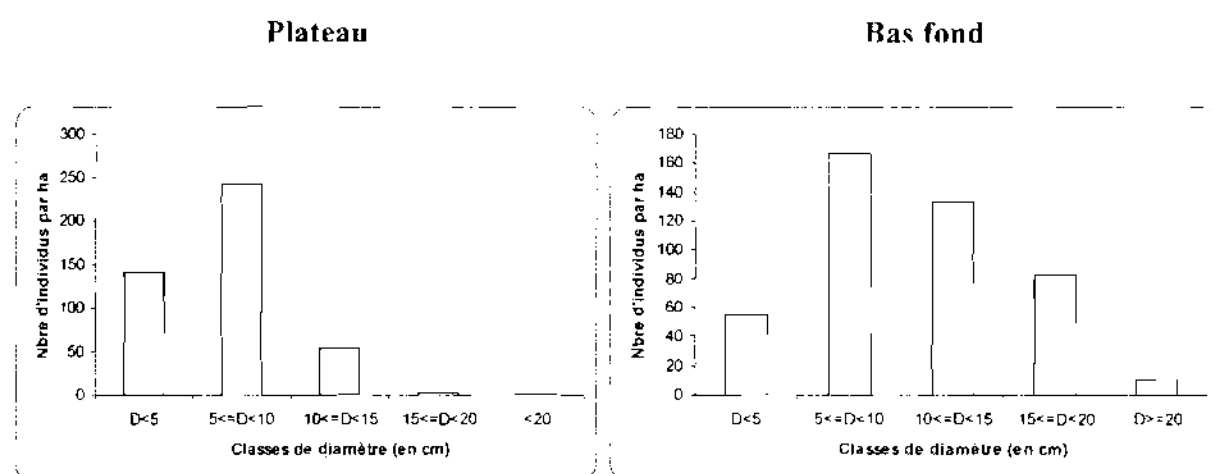 Plateau
Bas fond
Nbre d'individus par ha
300
250
200
150
100
50
0
D<5 5<=D<10 10<=D<15 15<=D<20 <20
Classes de diamètre (en cm)
Nbre d'individus par ha
180
160
140
120
100
80
60
40
20
0
D<5 5<=D<10 10<=D<15 15<=D<20 D>=20
Classes de diamètre (en cm)